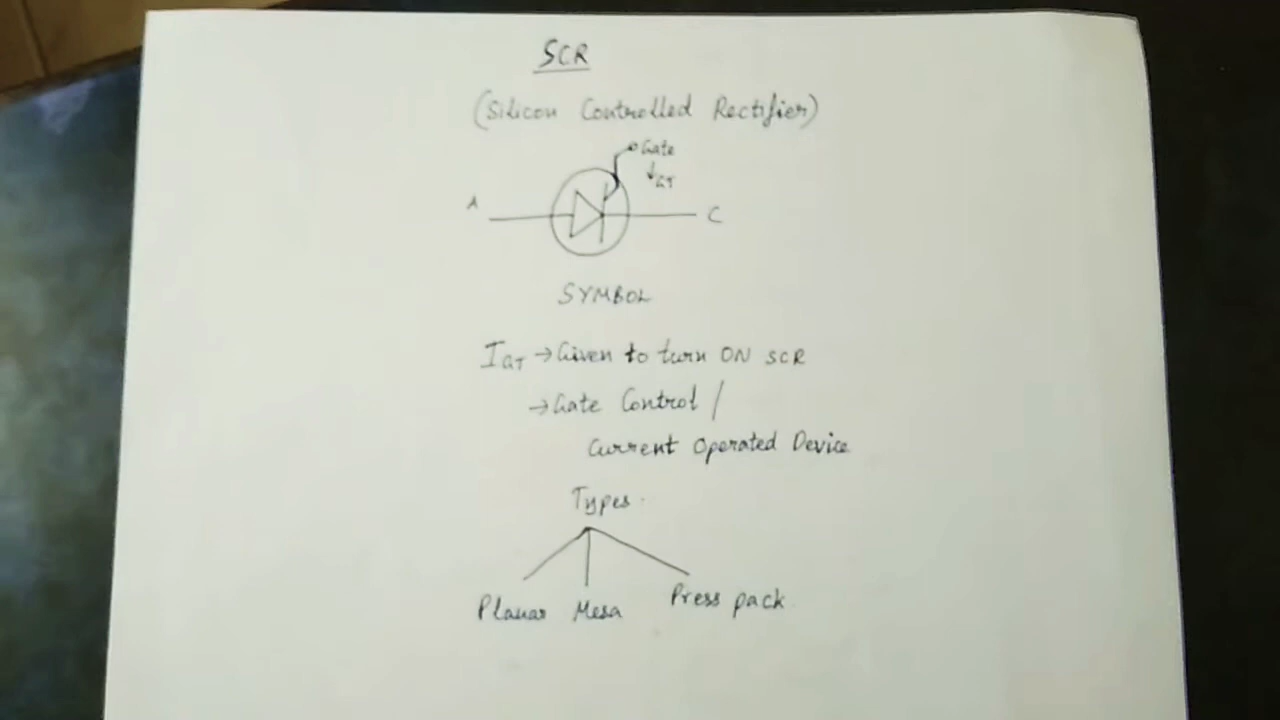 SCR
(Silicon Controlled Rectifier)
Gate
↓GT
A
C
SYMBOL
IGT → Given to turn ON SCR
→ Gate Control /
Current Operated Device
Types
Planar Mesa Press pack